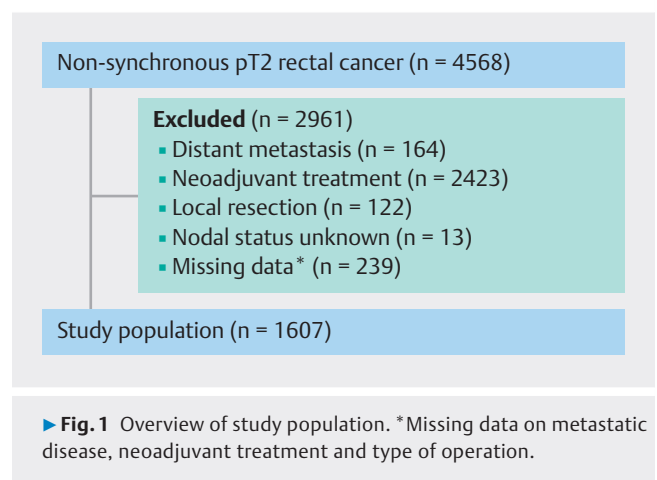 Non-synchronous pT2 rectal cancer (n = 4568)
Excluded (n = 2961)
▪ Distant metastasis (n = 164)
▪ Neoadjuvant treatment (n = 2423)
▪ Local resection (n = 122)
▪ Nodal status unknown (n = 13)
▪ Missing data* (n = 239)
Study population (n = 1607)
▶ Fig. 1 Overview of study population. *Missing data on metastatic
disease, neoadjuvant treatment and type of operation.